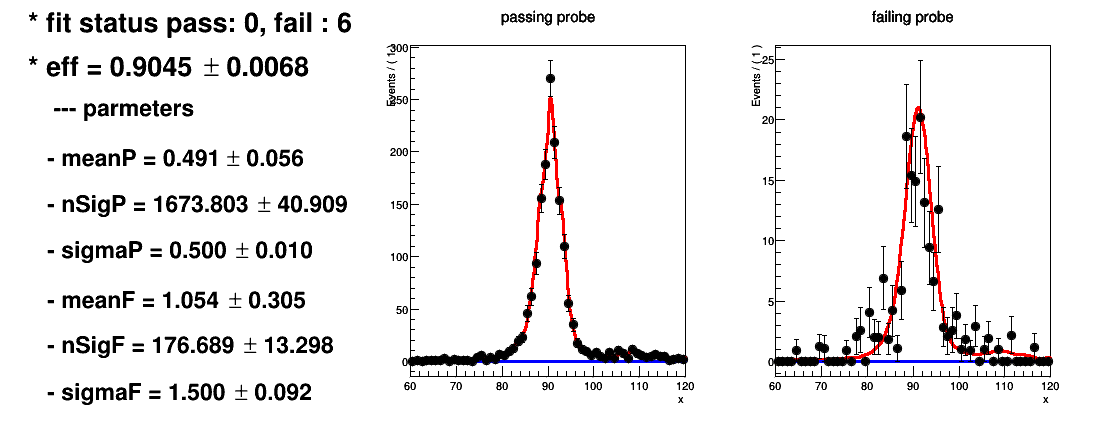 * fit status pass: 0, fail : 6
* eff = 0.9045 ± 0.0068
--- parmeters
- meanP = 0.491 ± 0.056
- nSigP = 1673.803 ± 40.909
- sigmaP = 0.500 ± 0.010
- meanF = 1.054 ± 0.305
- nSigF = 176.689 ± 13.298
- sigmaF = 1.500 ± 0.092
passing probe
Events / ( 1 )
300
250
200
150
100
50
0
60 70 80 90 100 110 120
x
failing probe
Events / ( 1 )
25
20
15
10
5
0
60 70 80 90 100 110 120
x